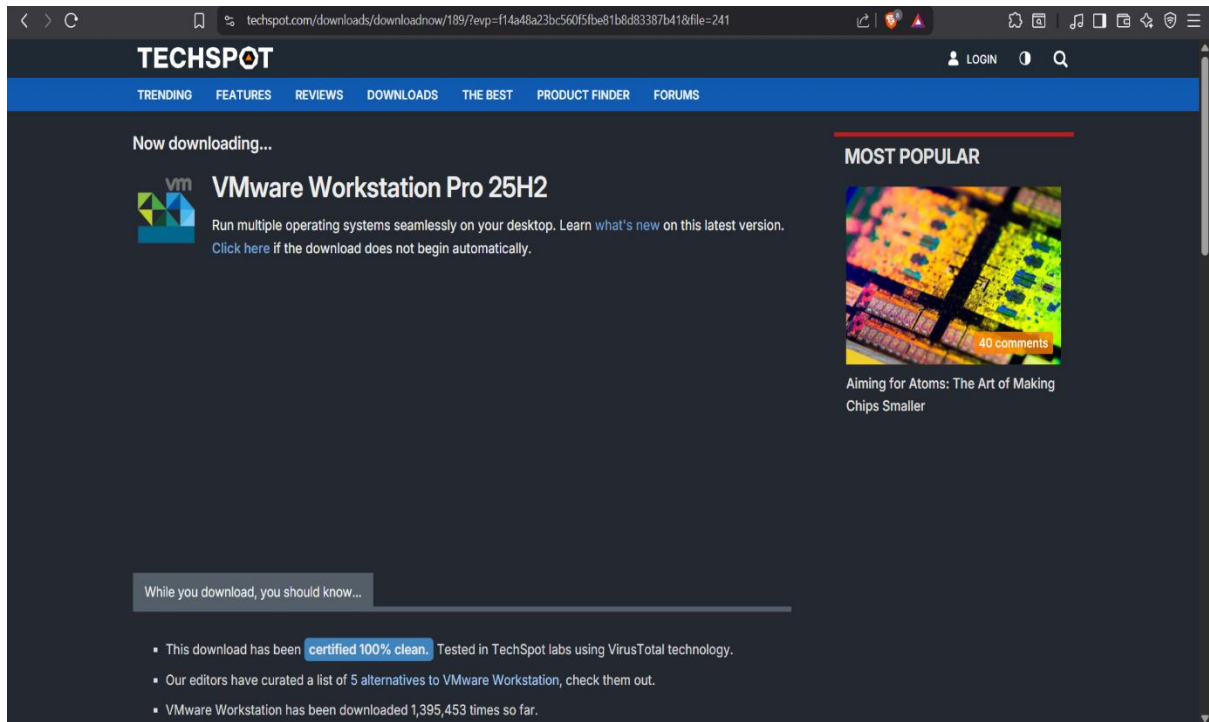 techspot.com/downloads/downloadnow/189/?evp=f14a48a23bc560f5fbe81b8d83387b41&file=241
TECHSPOT
LOGIN
TRENDING FEATURES REVIEWS DOWNLOADS THE BEST PRODUCT FINDER FORUMS
Now downloading...
vm
VMware Workstation Pro 25H2
Run multiple operating systems seamlessly on your desktop. Learn what's new on this latest version.
Click here if the download does not begin automatically.
MOST POPULAR
40 comments
Aiming for Atoms: The Art of Making
Chips Smaller
While you download, you should know...
This download has been certified 100% clean. Tested in TechSpot labs using VirusTotal technology.
Our editors have curated a list of 5 alternatives to VMware Workstation, check them out.
VMware Workstation has been downloaded 1,395,453 times so far.